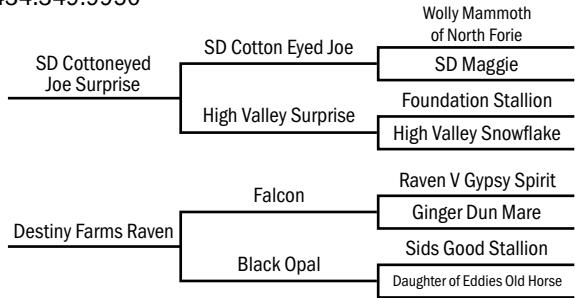 Wolly Mammoth
of North Forie
SD Cotton Eyed Joe
SD Maggie
SD Cottoneyed
Joe Surprise
Foundation Stallion
High Valley Surprise
High Valley Snowflake
Raven V Gypsy Spirit
Falcon
Ginger Dun Mare
Destiny Farms Raven
Sids Good Stallion
Black Opal
Daughter of Eddies Old Horse